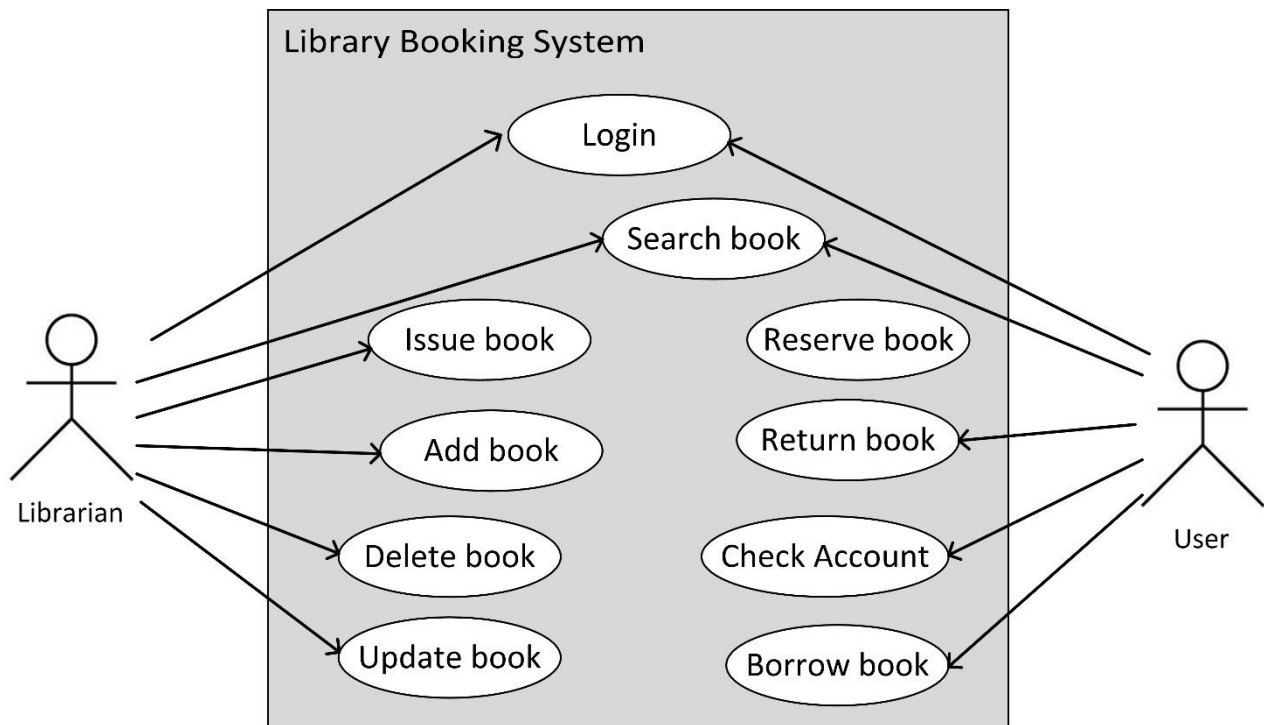 Library Booking System
Login
Search book
Issue book
Reserve book
Add book
Return book
Librarian
User
Delete book
Check Account
Update book
Borrow book